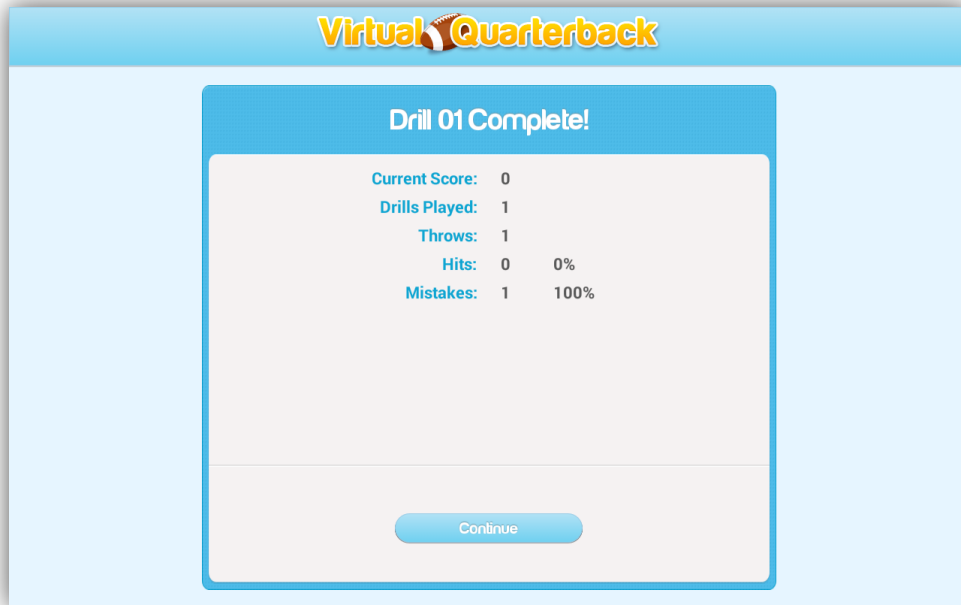 Virtual Quarterback
Drill 01 Complete!
Current Score: 0
Drills Played: 1
Throws: 1
Hits: 0 0%
Mistakes: 1 100%
Continue